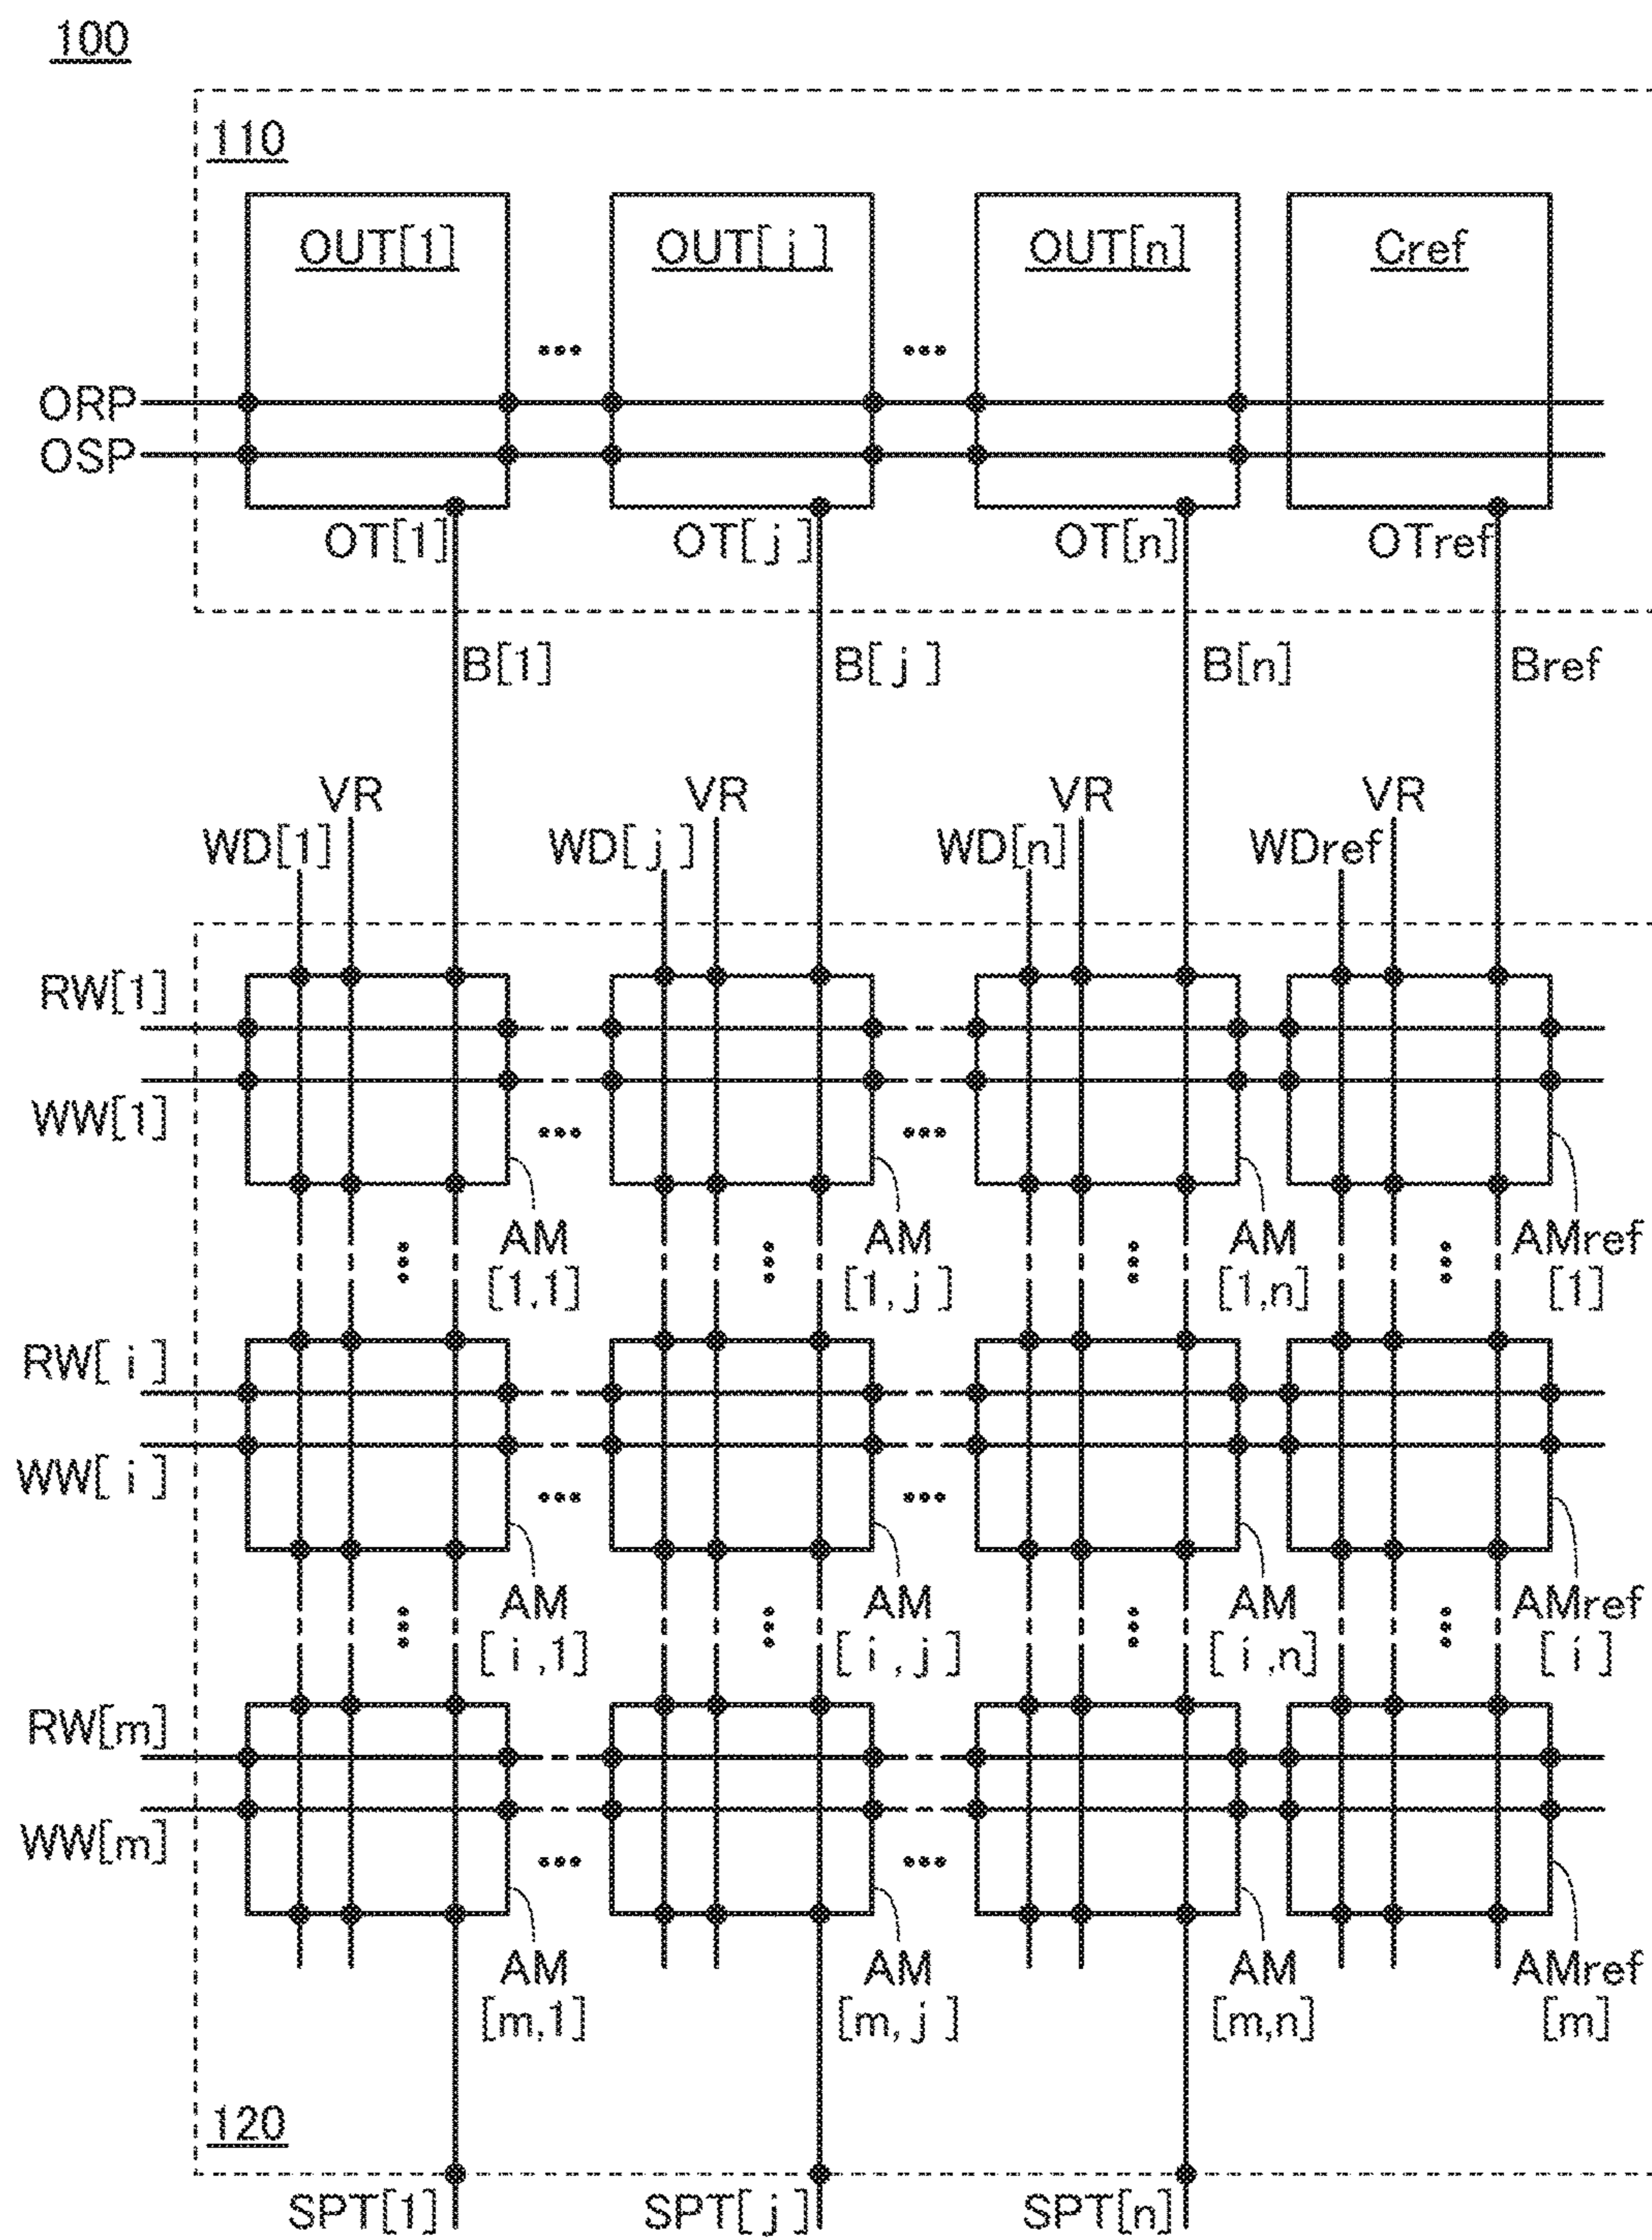 100
110
OUT[1] OUT[j] OUT[n] Cref
ORP
OSP
OT[1] OT[j] OT[n] OTref
B[1] B[j] B[n] Bref
VR VR VR VR
WD[1] WD[j] WD[n] WDref
RW[1]
WW[1]
AM AM AM AMref
[1,1] [1,j] [1,n] [1]
RW[i]
WW[i]
AM AM AM AMref
[i,1] [i,j] [i,n] [i]
RW[m]
WW[m]
AM AM AM AMref
[m,1] [m,j] [m,n] [m]
120
SPT[1] SPT[j] SPT[n]